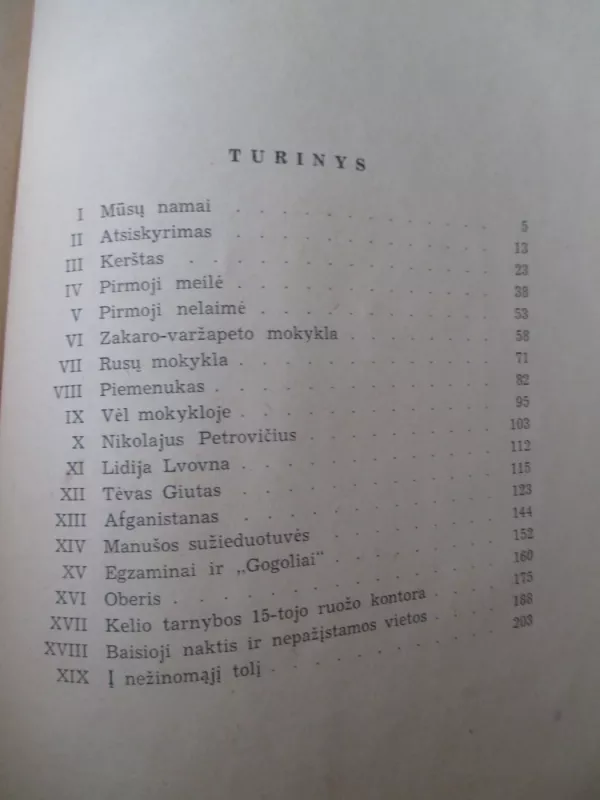 TURINYS
I Mūsų namai . . . . . . . . . . . . 5
II Atsiskyrimas . . . . . . . . . . . . 13
III Kerštas . . . . . . . . . . . . 23
IV Pirmoji meilė . . . . . . . . . . . 38
V Pirmoji nelaimė . . . . . . . . . . 53
VI Zakaro-varžapeto mokykla . . . . . . . 58
VII Rusų mokykla . . . . . . . . . . . 71
VIII Piemenukas . . . . . . . . . . . . 82
IX Vėl mokykloje . . . . . . . . . . . 95
X Nikolajus Petrovičius . . . . . . . . 103
XI Lidija Lvovna . . . . . . . . . . . 112
XII Tėvas Giutas . . . . . . . . . . . 115
XIII Afganistanas . . . . . . . . . . . 123
XIV Manušos sužieduotuvės . . . . . . . . 144
XV Egzaminai ir „Gogoliai“ . . . . . . . 152
XVI Oberis . . . . . . . . . . . . . 160
XVII Kelio tarnybos 15-tojo ruožo kontora . . . . 175
XVIII Baisioji naktis ir nepažįstamos vietos . . . . 188
XIX Į nežinomąjį tolį . . . . . . . . . 203